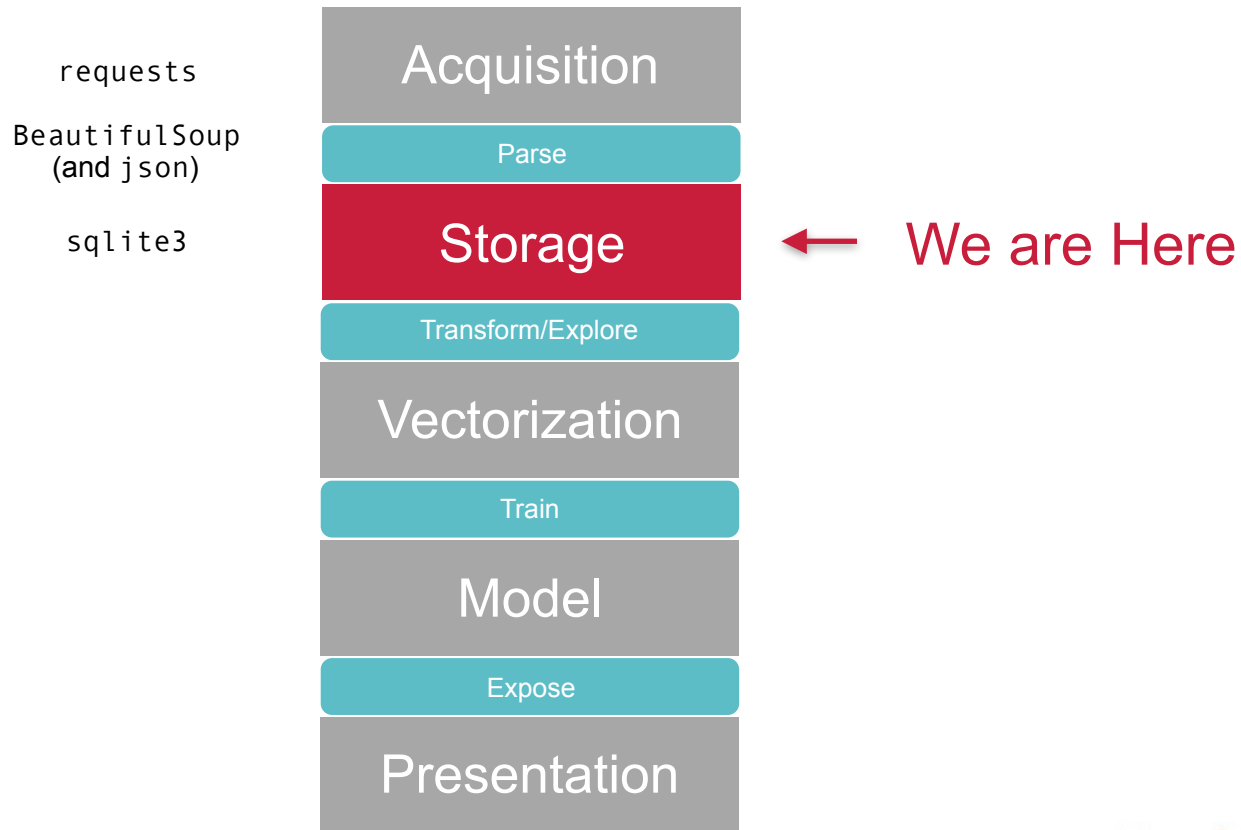 requests
Acquisition
BeautifulSoup
(and json)
Parse
sqlite3
Storage
We are Here
Transform/Explore
Vectorization
Train
Model
Expose
Presentation